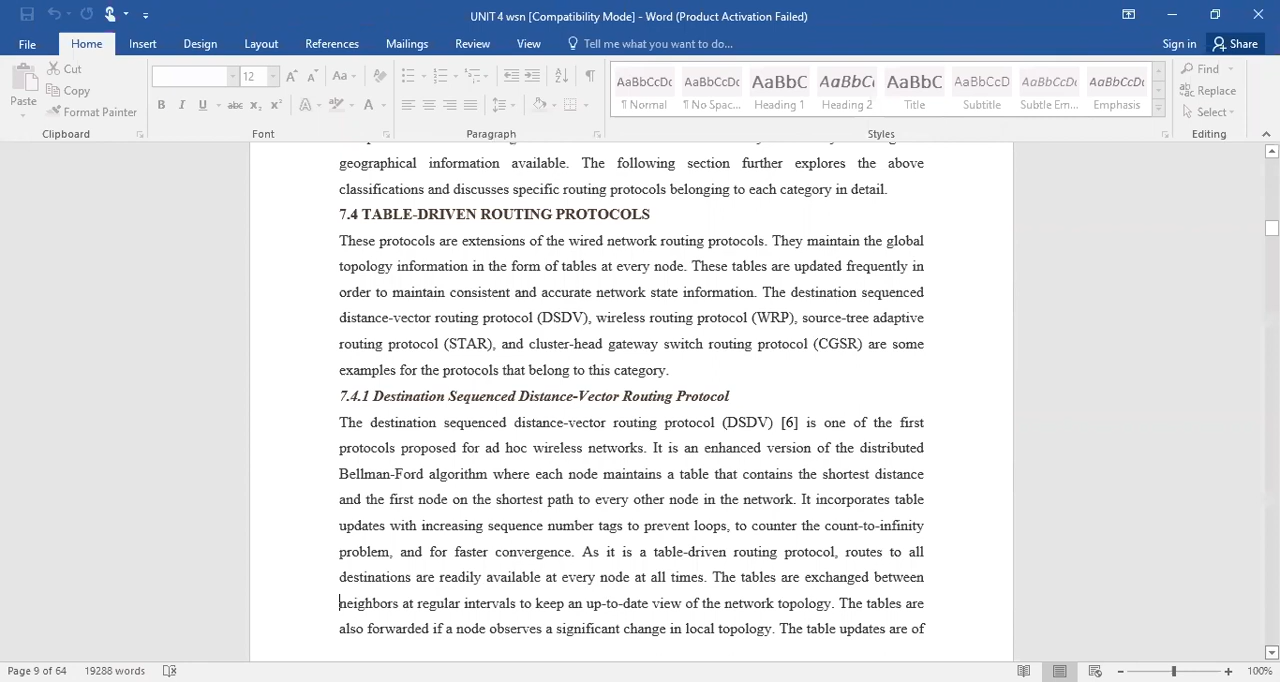 UNIT 4 wsn [Compatibility Mode] - Word (Product Activation Failed)
File Home Insert Design Layout References Mailings Review View Tell me what you want to do... Sign in Share
Cut
Copy
Format Painter
Paste
Clipboard
12
Aa
B I U abc X₂ X² A A
Font
Paragraph
AaBbCcDc AaBbCcDc AaBbC AaBbCc AaBbC AaBbCcD AaBbCcDc AaBbCcDc
¶ Normal ¶ No Spac... Heading 1 Heading 2 Title Subtitle Subtle Em... Emphasis
Styles
Find
Replace
Select
Editing
geographical information available. The following section further explores the above
classifications and discusses specific routing protocols belonging to each category in detail.
7.4 TABLE-DRIVEN ROUTING PROTOCOLS
These protocols are extensions of the wired network routing protocols. They maintain the global
topology information in the form of tables at every node. These tables are updated frequently in
order to maintain consistent and accurate network state information. The destination sequenced
distance-vector routing protocol (DSDV), wireless routing protocol (WRP), source-tree adaptive
routing protocol (STAR), and cluster-head gateway switch routing protocol (CGSR) are some
examples for the protocols that belong to this category.
7.4.1 Destination Sequenced Distance-Vector Routing Protocol
The destination sequenced distance-vector routing protocol (DSDV) [6] is one of the first
protocols proposed for ad hoc wireless networks. It is an enhanced version of the distributed
Bellman-Ford algorithm where each node maintains a table that contains the shortest distance
and the first node on the shortest path to every other node in the network. It incorporates table
updates with increasing sequence number tags to prevent loops, to counter the count-to-infinity
problem, and for faster convergence. As it is a table-driven routing protocol, routes to all
destinations are readily available at every node at all times. The tables are exchanged between
neighbors at regular intervals to keep an up-to-date view of the network topology. The tables are
also forwarded if a node observes a significant change in local topology. The table updates are of
Page 9 of 64 19288 words 100%